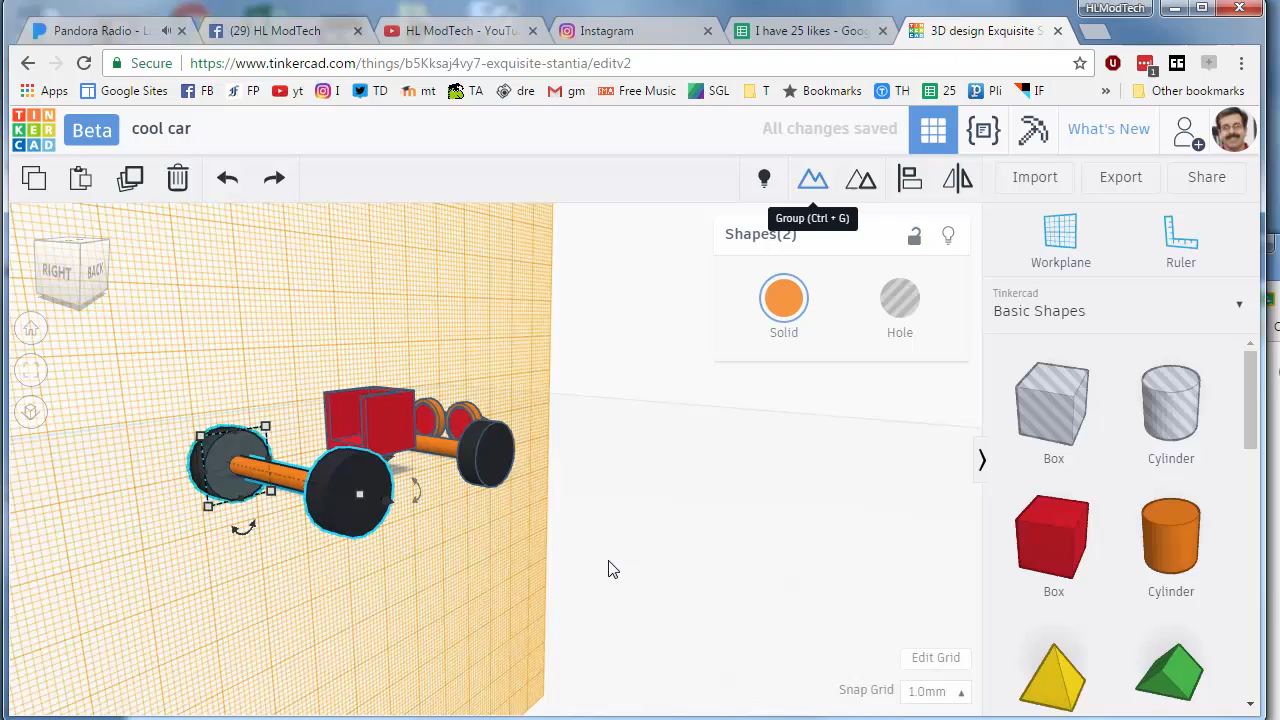 HLModTech
Pandora Radio - L
(29) HL ModTech
HL ModTech - YouTu
Instagram
I have 25 likes - Goog
3D design Exquisite S
Secure
https://www.tinkercad.com/things/b5Kksaj4vy7-exquisite-stantia/editv2
1
Apps
Google Sites
FB
FP
yt
I
TD
mt
TA
dre
gm
Free Music
SGL
T
Bookmarks
TH
25
Pli
IF
»
Other bookmarks
TIN
KER
CAD
Beta
cool car
All changes saved
What's New
Import
Export
Share
Group (Ctrl + G)
Shapes(2)
Solid
Hole
RIGHT
BACK
Workplane
Ruler
Tinkercad
Basic Shapes
Box
Cylinder
Box
Cylinder
Edit Grid
Snap Grid
1.0mm